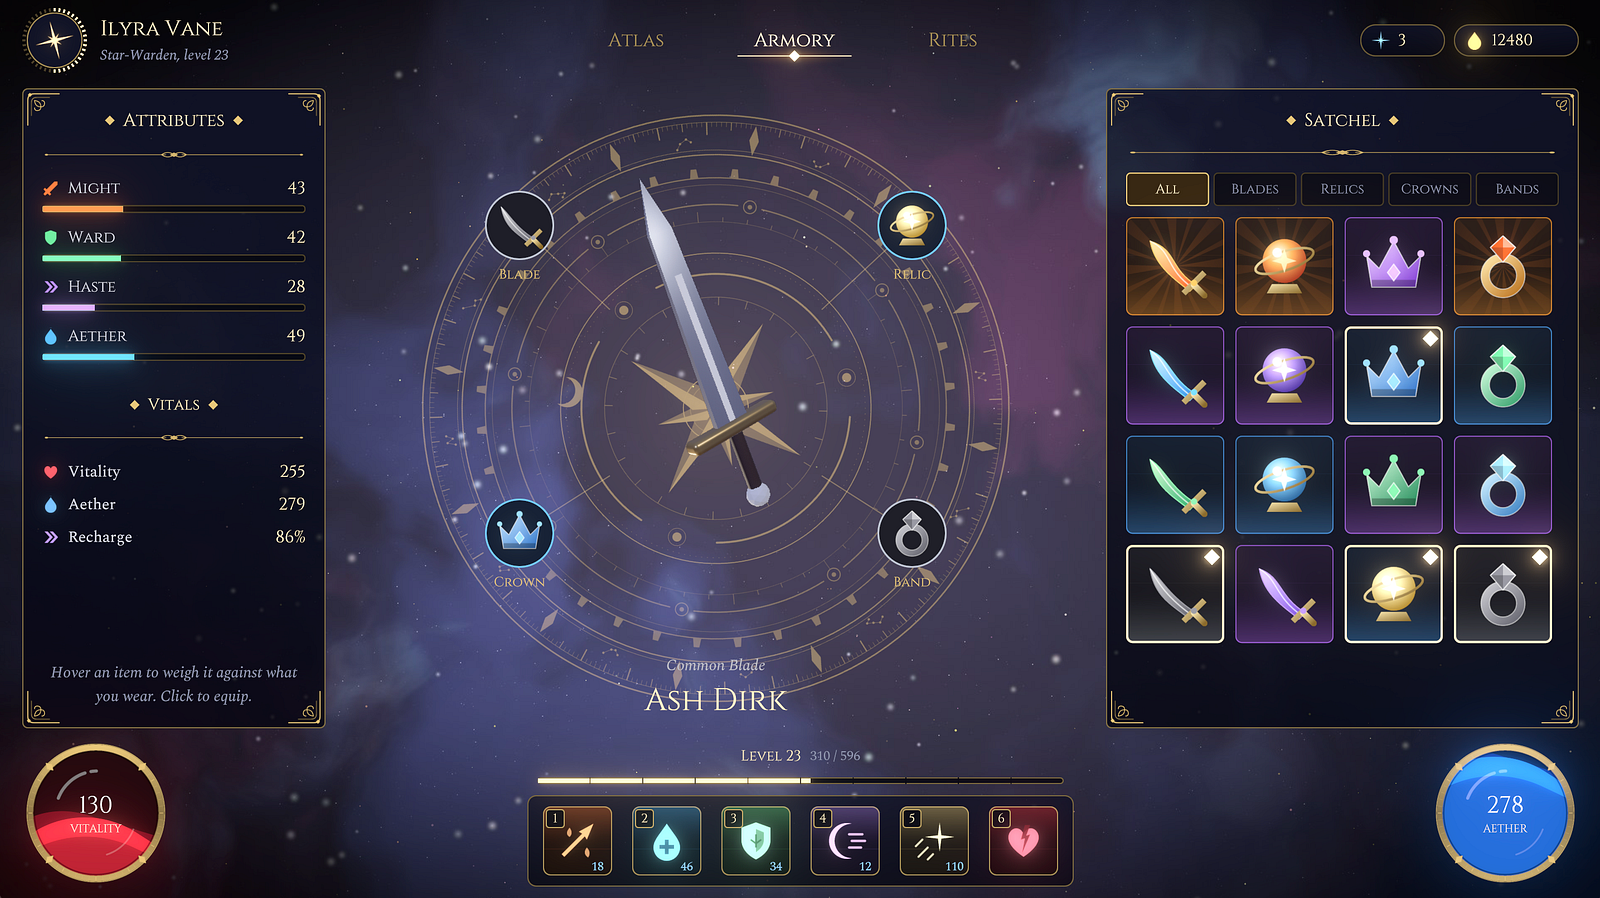 Ilyra Vane
Star-Warden, level 23
Atlas
Armory
Rites
3
12480
Attributes
Might 43
Ward 42
Haste 28
Aether 49
Vitals
Vitality 255
Aether 279
Recharge 86%
Hover an item to weigh it against what
you wear. Click to equip.
Blade
Relic
Crown
Band
Common Blade
Ash Dirk
Satchel
All
Blades
Relics
Crowns
Bands
130
Vitality
Level 23 310 / 596
1
18
2
46
3
34
4
12
5
110
6
278
Aether